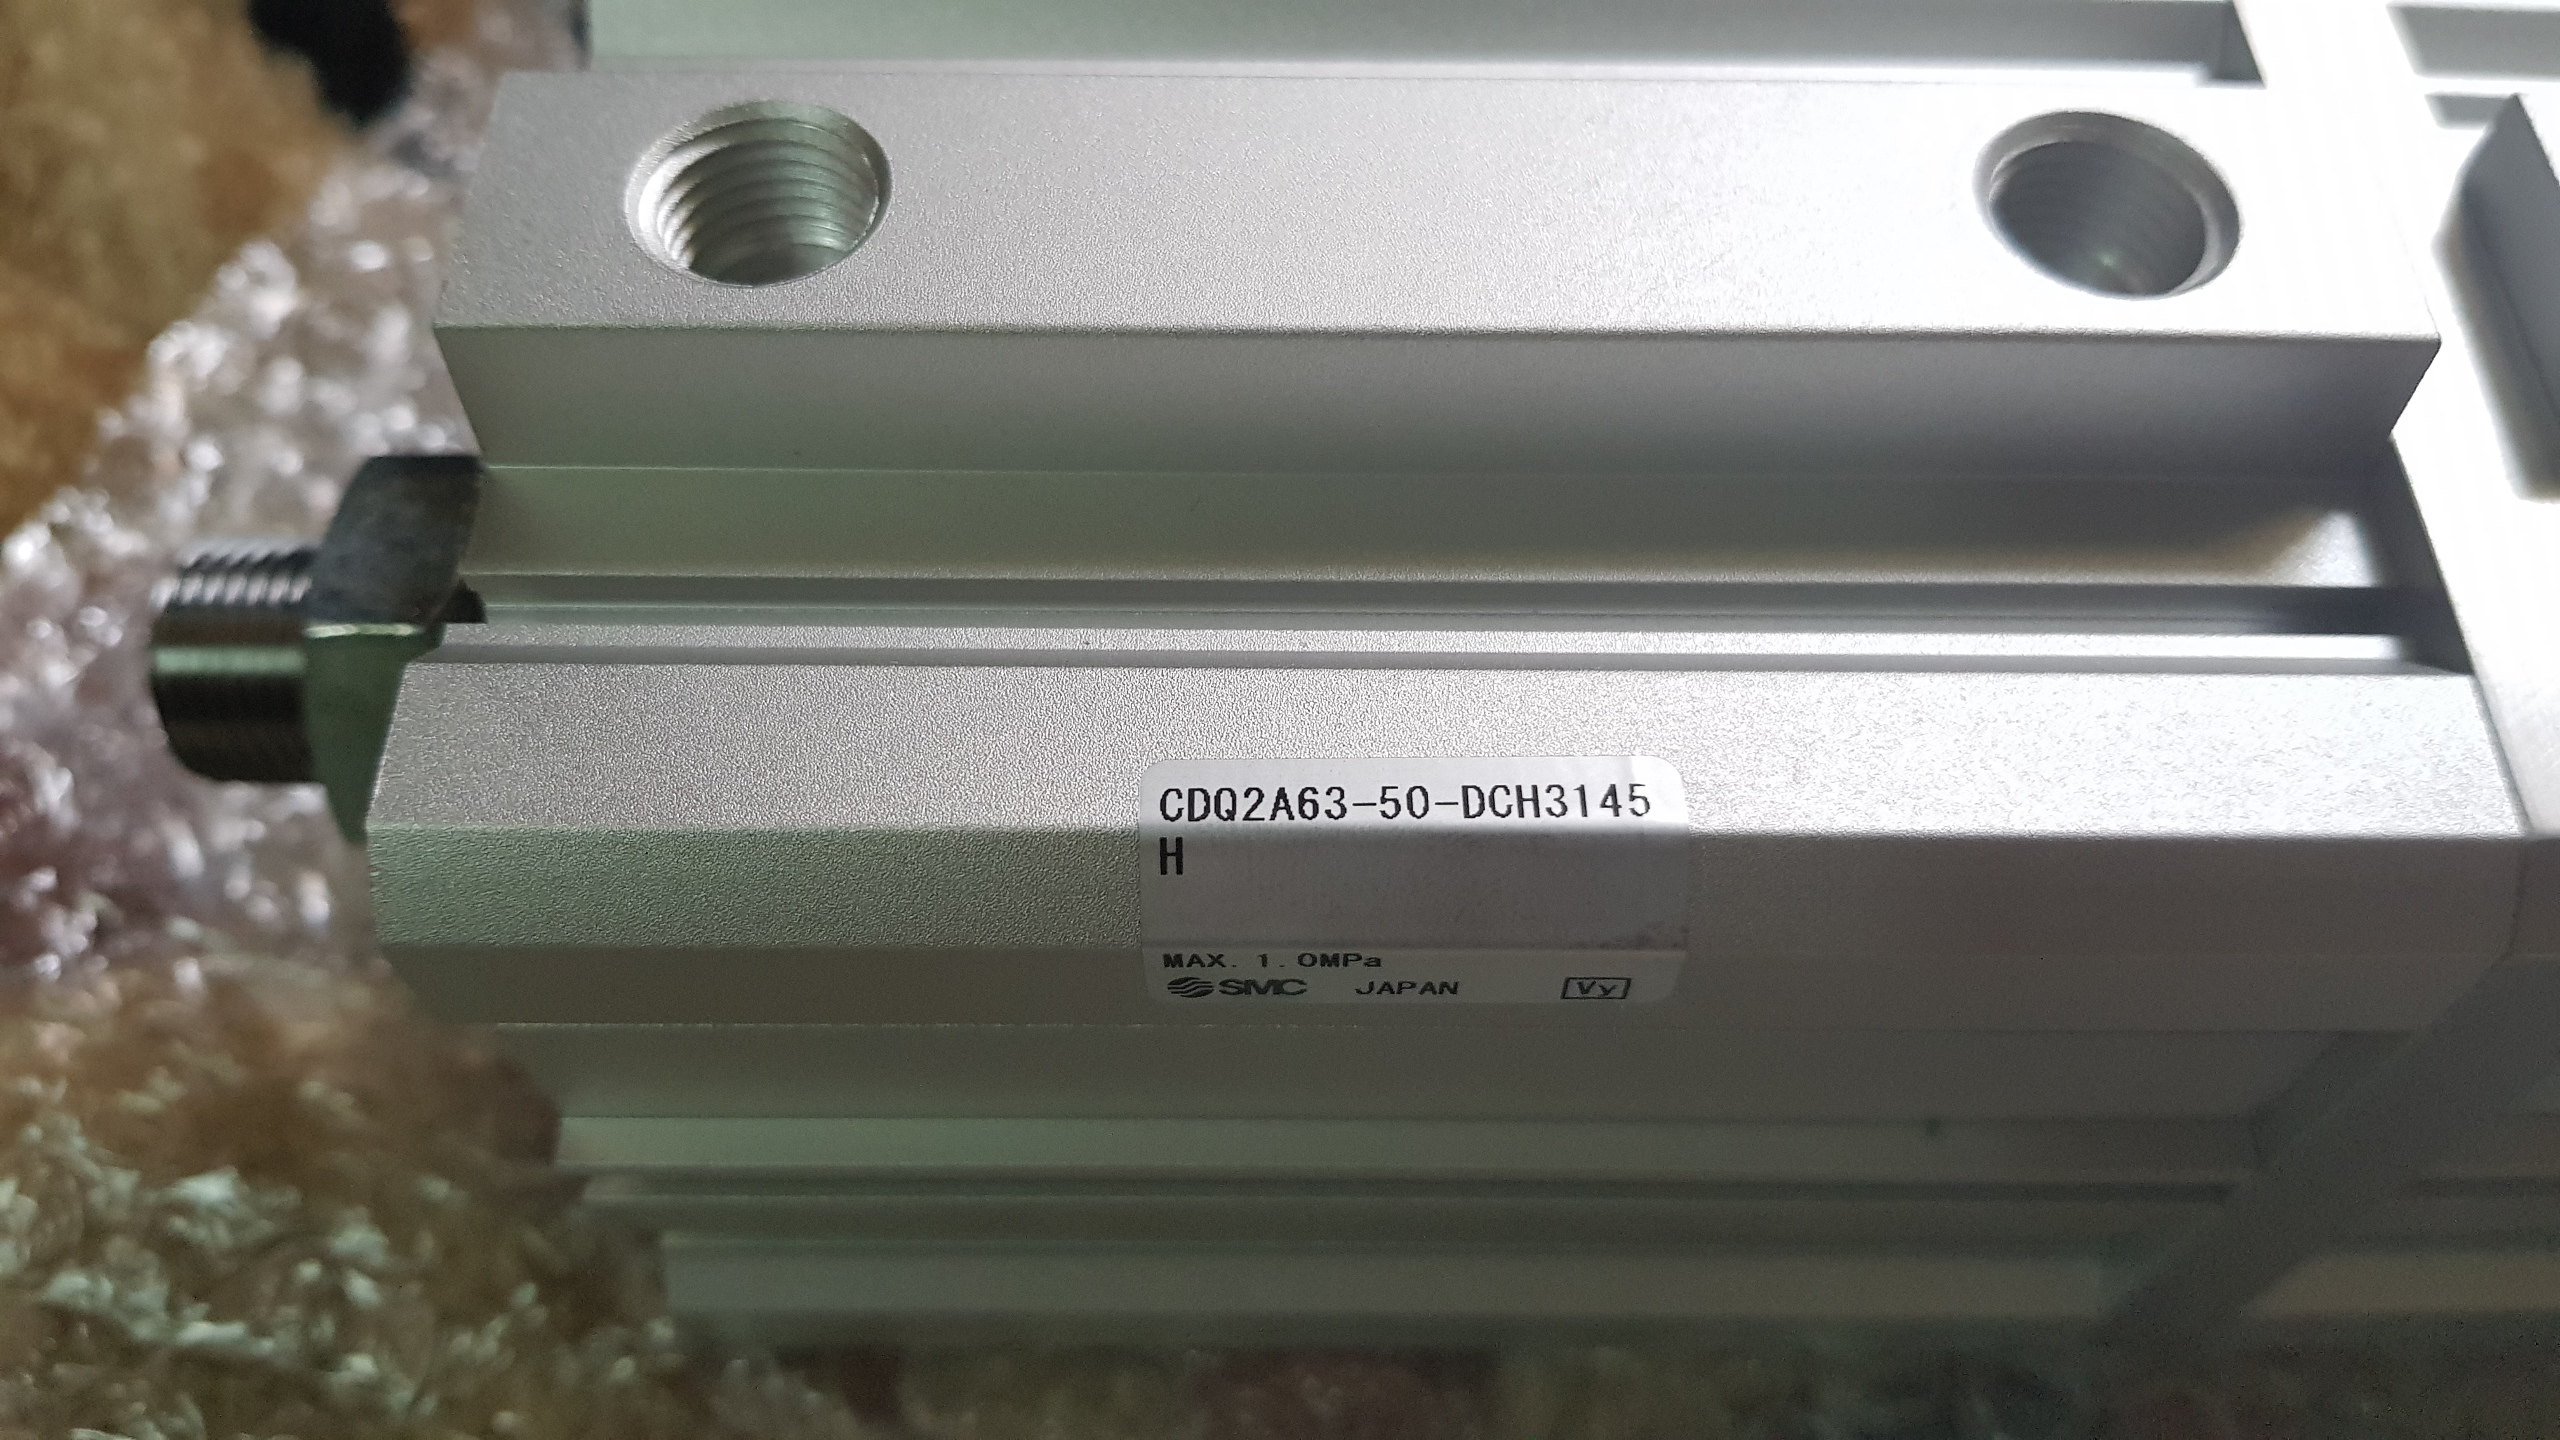 CDQ2A63-50-DCH3145
H
MAX. 1.0MPa
SMC JAPAN Vy